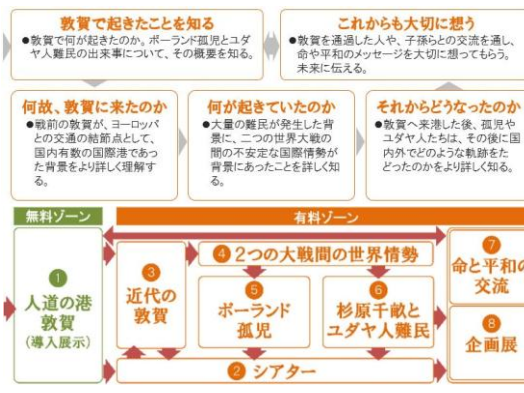 敦賀で起きたことを知る
●敦賀で何が起きたのか。ポーランド孤児とユダ
ヤ人難民の出来事について、その概要を知る。
これからも大切に想う
●敦賀を通過した人や、子孫らとの交流を通し、
命や平和のメッセージを大切に想ってもらう。
未来に伝える。
何故、敦賀に来たのか
●戦前の敦賀が、ヨーロッパ
との交通の結節点として、
国内有数の国際港であっ
た背景をより詳しく理解す
る。
何が起きていたのか
●大量の難民が発生した背
景に、二つの世界大戦の
間の不安定な国際情勢が
背景にあったことを詳しく知
る。
それからどうなったのか
●敦賀へ来港した後、孤児や
ユダヤ人たちは、その後に国
内外でどのような軌跡をた
どったのかをより詳しく知る。
無料ゾーン
有料ゾーン
①
人道の港
敦賀
(導入展示)
③
近代の
敦賀
④2つの大戦間の世界情勢
⑤
ポーランド
孤児
⑥
杉原千畝と
ユダヤ人難民
②シアター
⑦
命と平和の
交流
⑧
企画展